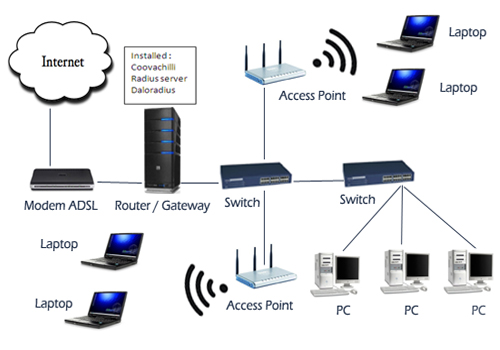 Internet
Installed :
Coovachilli
Radius server
Daloradius
Access Point
Laptop
Laptop
Modem ADSL
Router / Gateway
Switch
Switch
Laptop
Laptop
Access Point
PC
PC
PC